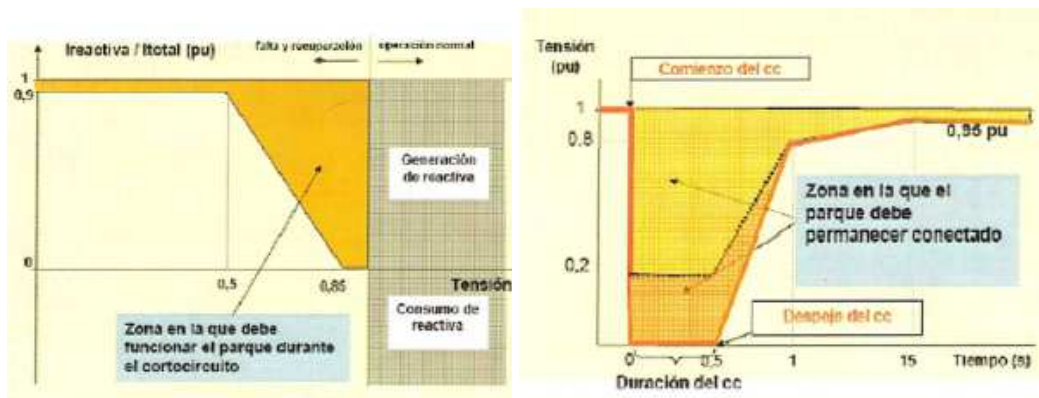 Ireactiva / Itotal (pu)
falta y recuperación
operación normal
1
0,9
Generación
de reactiva
0
0,5
0,85
Tensión
Consumo de
reactiva
Zona en la que debe
funcionar el parque durante
el cortocircuito
Tensión
(pu)
Comienzo del cc
1
0.8
0,95 pu
Zona en la que el
parque debe
permanecer conectado
0,2
Despeje del cc
0
0,5
1
15
Tiempo (s)
Duración del cc